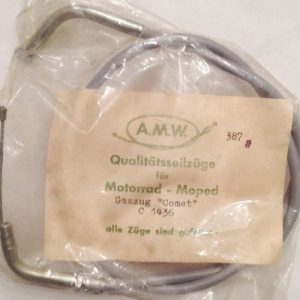 A.M.W.
387 a
Qualitätsseilzüge
für
Motorrad - Moped
Gaszug "Comet"
C 1436
alle Züge sind